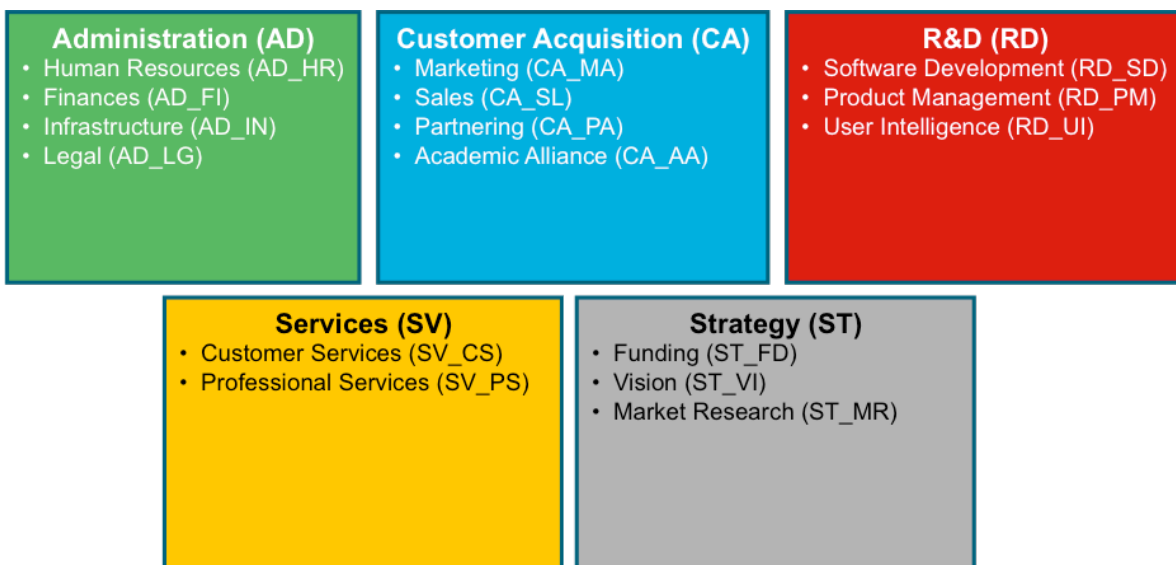 Administration (AD)
• Human Resources (AD_HR)
• Finances (AD_FI)
• Infrastructure (AD_IN)
• Legal (AD_LG)
Customer Acquisition (CA)
• Marketing (CA_MA)
• Sales (CA_SL)
• Partnering (CA_PA)
• Academic Alliance (CA_AA)
R&D (RD)
• Software Development (RD_SD)
• Product Management (RD_PM)
• User Intelligence (RD_UI)
Services (SV)
• Customer Services (SV_CS)
• Professional Services (SV_PS)
Strategy (ST)
• Funding (ST_FD)
• Vision (ST_VI)
• Market Research (ST_MR)